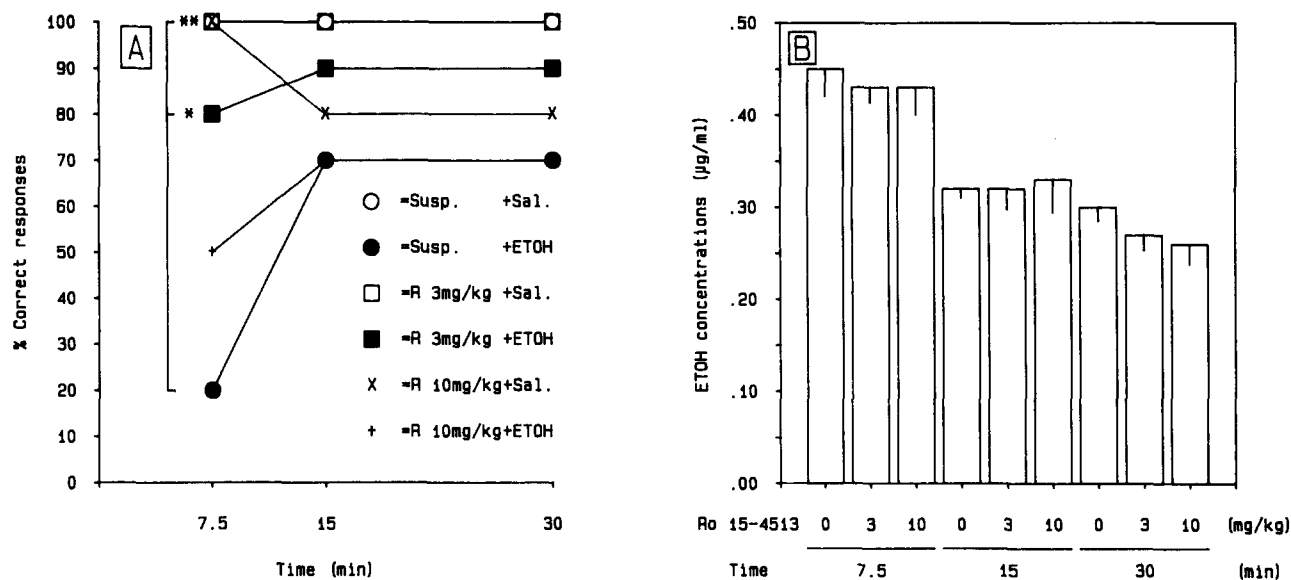 A
% Correct responses
100
90
80
70
60
50
40
30
20
10
0
**
*
=Susp. +Sal.
=Susp. +ETOH
=R 3mg/kg +Sal.
=R 3mg/kg +ETOH
X =R 10mg/kg+Sal.
+ =R 10mg/kg+ETOH
7.5 15 30
Time (min)
B
ETOH concentrations (µg/ml)
.50
.40
.30
.20
.10
.00
Ro 15-4513 0 3 10 0 3 10 0 3 10 (mg/kg)
Time 7.5 15 30 (min)